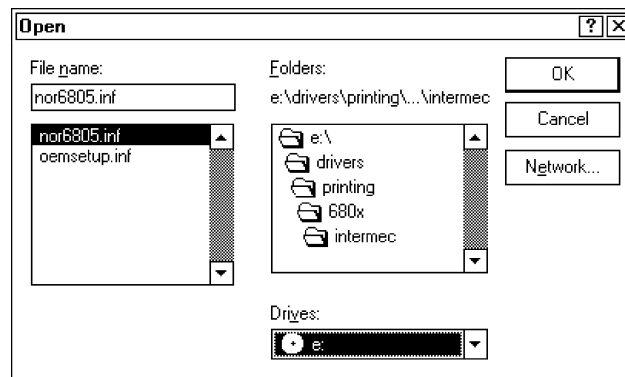 Open
File name:
nor6805.inf
nor6805.inf
oemsetup.inf
Folders:
e:\drivers\printing\...\intermec
e:\
drivers
printing
680x
intermec
Drives:
e:
OK
Cancel
Network...